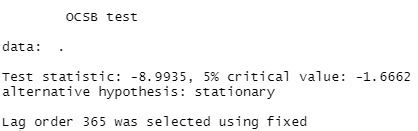 OCSB test
data:  .
Test statistic: -8.9935, 5% critical value: -1.6662
alternative hypothesis: stationary
Lag order 365 was selected using fixed